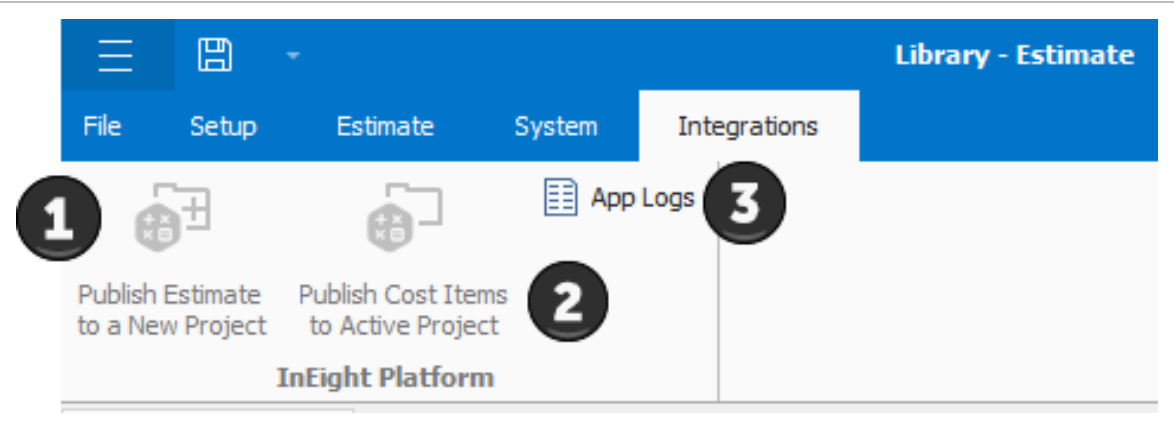 Library - Estimate
File Setup Estimate System Integrations
1
App Logs 3
Publish Estimate
to a New Project
Publish Cost Items
to Active Project
2
InEight Platform